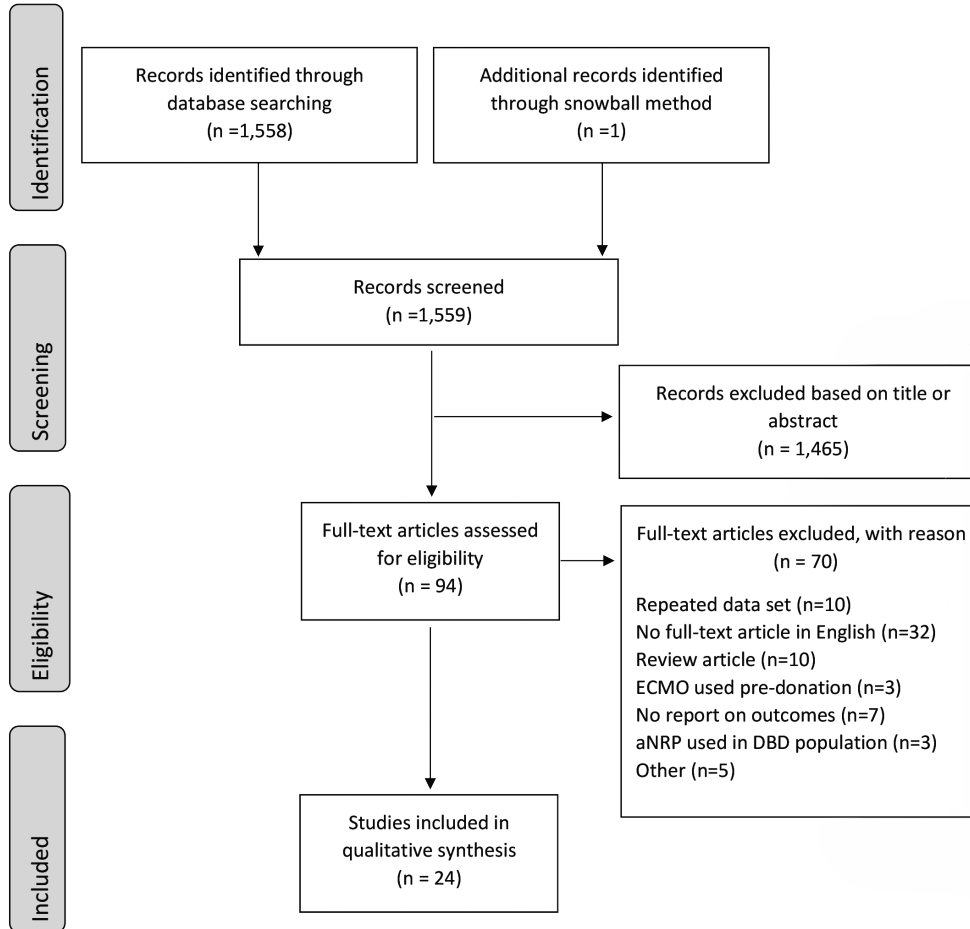 Identification
Records identified through
database searching
(n =1,558)
Additional records identified
through snowball method
(n =1)
Screening
Records screened
(n =1,559)
Records excluded based on title or
abstract
(n = 1,465)
Eligibility
Full-text articles assessed
for eligibility
(n = 94)
Full-text articles excluded, with reason
(n = 70)
Repeated data set (n=10)
No full-text article in English (n=32)
Review article (n=10)
ECMO used pre-donation (n=3)
No report on outcomes (n=7)
aNRP used in DBD population (n=3)
Other (n=5)
Included
Studies included in
qualitative synthesis
(n = 24)